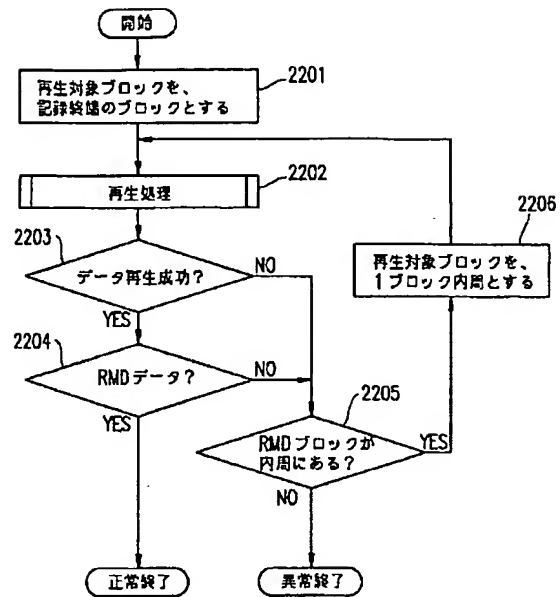 開始
再生対象ブロックを、
記録終端のブロックとする
2201
再生処理
2202
2203
データ再生成功?
NO
YES
2204
RMDデータ?
NO
YES
2205
RMDブロックが
内周にある?
YES
NO
2206
再生対象ブロックを、
1ブロック内周とする
正常終了
異常終了